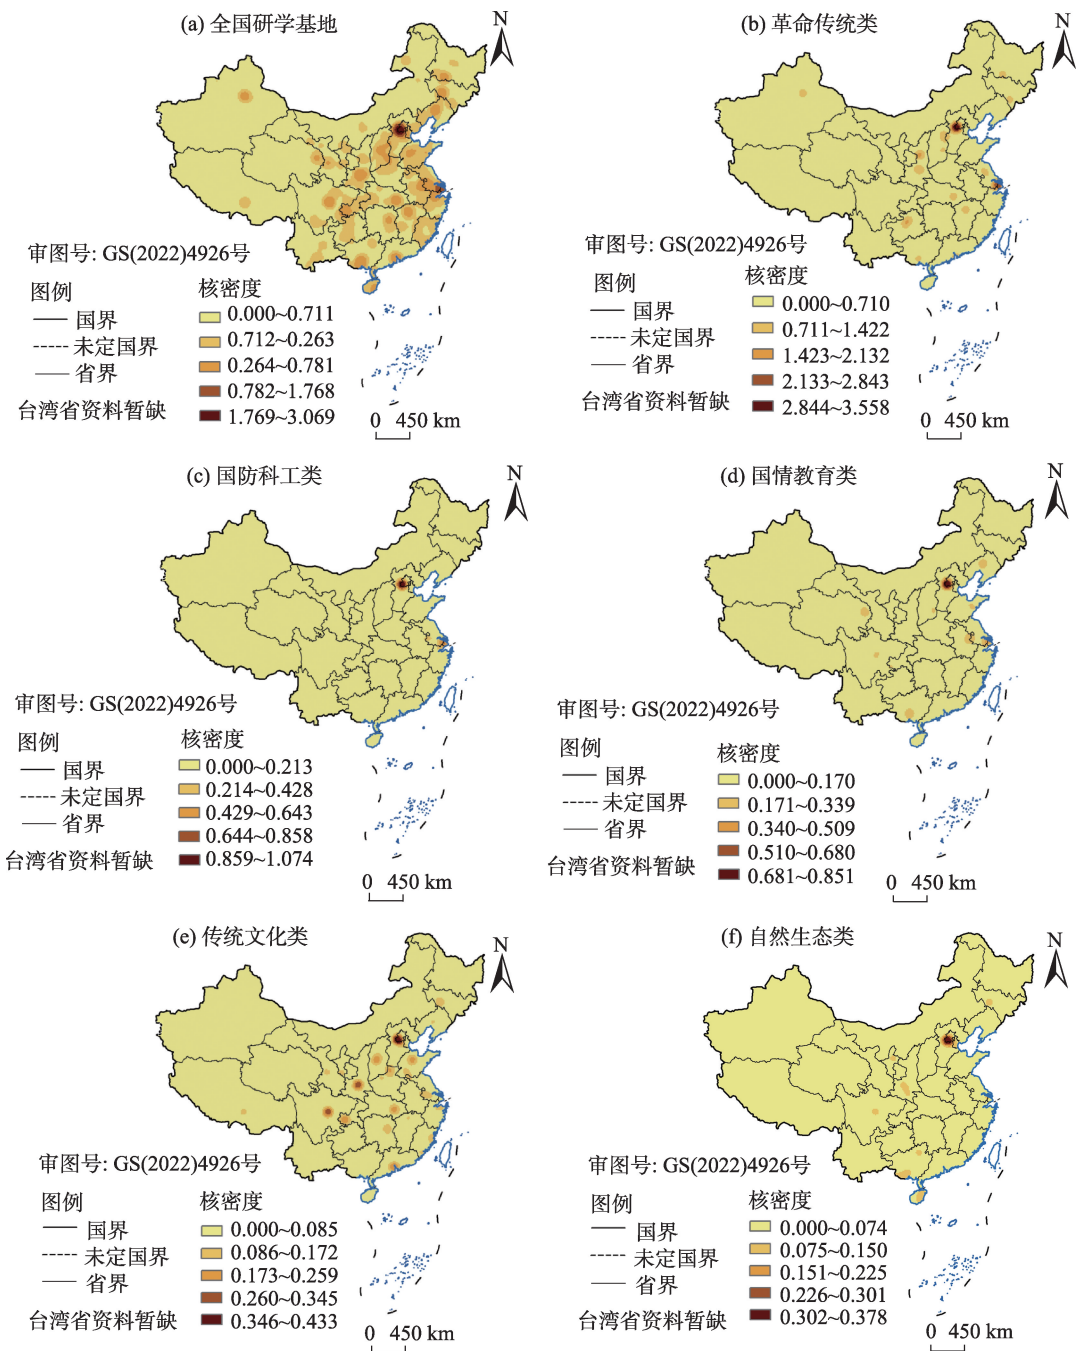 (a) 全国研学基地
N
审图号: GS(2022)4926号
图例
国界
未定国界
省界
台湾省资料暂缺
核密度
0.000~0.711
0.712~0.263
0.264~0.781
0.782~1.768
1.769~3.069
0 450 km
(b) 革命传统类
N
审图号: GS(2022)4926号
图例
国界
未定国界
省界
台湾省资料暂缺
核密度
0.000~0.710
0.711~1.422
1.423~2.132
2.133~2.843
2.844~3.558
0 450 km
(c) 国防科工类
N
审图号: GS(2022)4926号
图例
国界
未定国界
省界
台湾省资料暂缺
核密度
0.000~0.213
0.214~0.428
0.429~0.643
0.644~0.858
0.859~1.074
0 450 km
(d) 国情教育类
N
审图号: GS(2022)4926号
图例
国界
未定国界
省界
台湾省资料暂缺
核密度
0.000~0.170
0.171~0.339
0.340~0.509
0.510~0.680
0.681~0.851
0 450 km
(e) 传统文化类
N
审图号: GS(2022)4926号
图例
国界
未定国界
省界
台湾省资料暂缺
核密度
0.000~0.085
0.086~0.172
0.173~0.259
0.260~0.345
0.346~0.433
0 450 km
(f) 自然生态类
N
审图号: GS(2022)4926号
图例
国界
未定国界
省界
台湾省资料暂缺
核密度
0.000~0.074
0.075~0.150
0.151~0.225
0.226~0.301
0.302~0.378
0 450 km